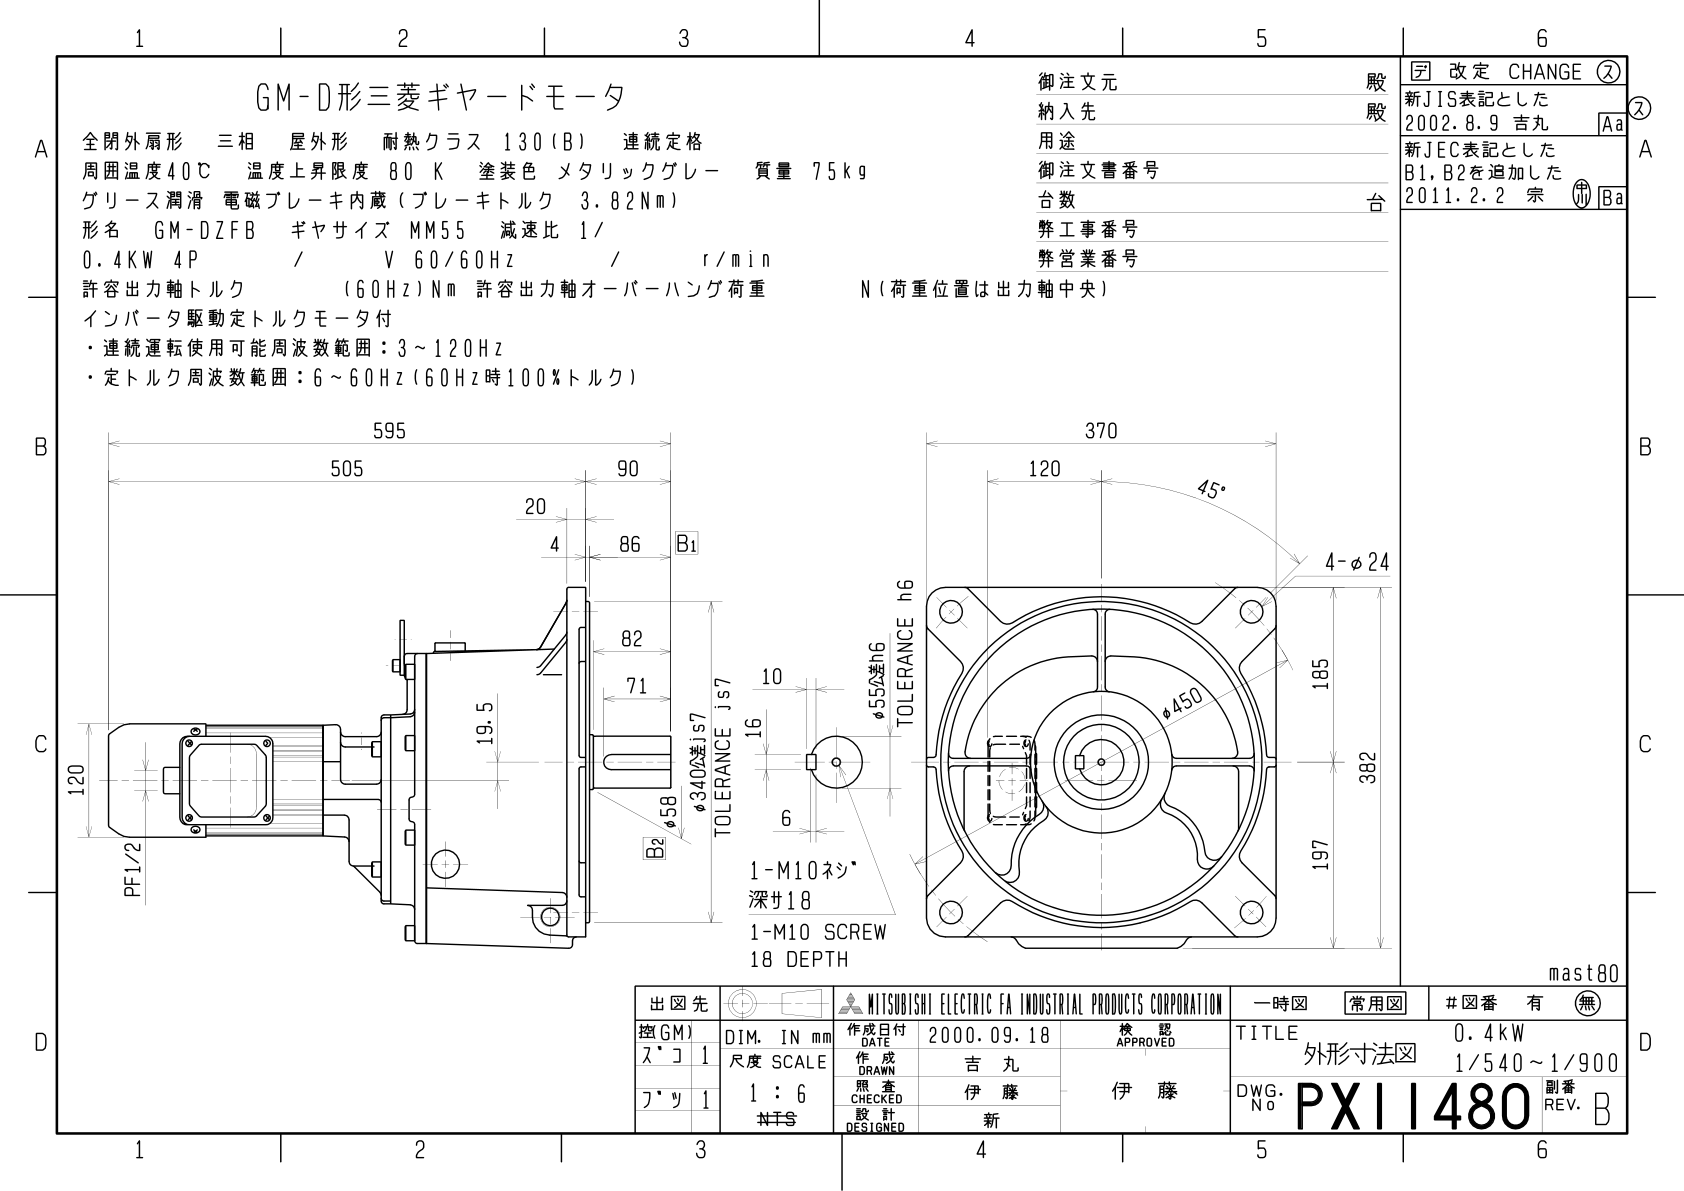 1 2 3 4 5 6
GM-D形三菱ギヤードモータ
全閉外扇形 三相 屋外形 耐熱クラス 130(B) 連続定格
周囲温度40℃ 温度上昇限度 80 K 塗装色 メタリックグレー 質量 75kg
グリース潤滑 電磁ブレーキ内蔵(ブレーキトルク 3.82Nm)
形名 GM-DZFB ギヤサイズ MM55 減速比 1/
0.4KW 4P / V 60/60Hz / r/min
許容出力軸トルク (60Hz)Nm 許容出力軸オーバーハング荷重 N(荷重位置は出力軸中央)
インバータ駆動定トルクモータ付
・連続運転使用可能周波数範囲:3~120Hz
・定トルク周波数範囲:6~60Hz(60Hz時100%トルク)
御注文元 殿
納入先 殿
用途
御注文書番号
台数 台
弊工事番号
弊営業番号
デ 改定 CHANGE ス
新JIS表記とした
2002.8.9 吉丸 Aa
ス
新JEC表記とした
B1,B2を追加した
2011.2.2 宗 中川 Ba
A A
B B
C C
D D
595
505 90
20
4 86 B1
82
71
19.5
120
PF1/2
φ340公差js7
TOLERANCE js7
φ58
B2
10
16
6
φ55公差h6
TOLERANCE h6
1-M10ネジ
深サ18
1-M10 SCREW
18 DEPTH
370
120
45°
4-φ24
φ450
185
197
382
mast80
出図先
控(GM)
ズコ 1
ブツ 1
DIM. IN mm
尺度 SCALE
1 : 6
NTS
MITSUBISHI ELECTRIC FA INDUSTRIAL PRODUCTS CORPORATION
作成日付
DATE
2000.09.18
検 認
APPROVED
作 成
DRAWN
吉 丸
照 査
CHECKED
伊 藤
伊 藤
設 計
DESIGNED
新
一時図 常用図 #図番 有 無
TITLE
外形寸法図
0.4kW
1/540~1/900
DWG.
No
PX11480
副番
REV.
B
1 2 3 4 5 6